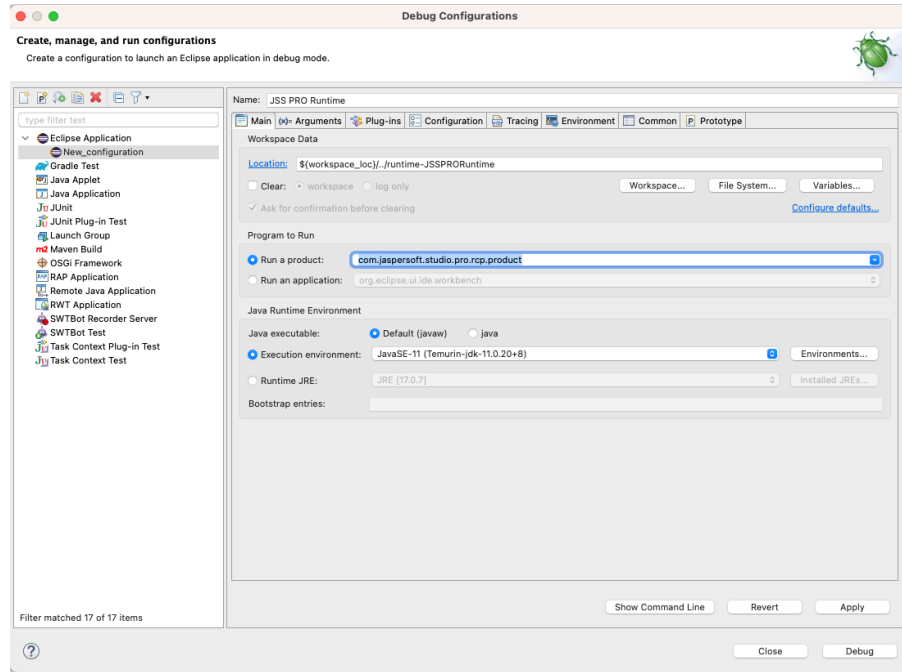 Debug Configurations
Create, manage, and run configurations
Create a configuration to launch an Eclipse application in debug mode.
type filter text
Eclipse Application
New_configuration
Gradle Test
Java Applet
Java Application
JUnit
JUnit Plug-in Test
Launch Group
Maven Build
OSGi Framework
RAP Application
Remote Java Application
RWT Application
SWTBot Recorder Server
SWTBot Test
Task Context Plug-in Test
Task Context Test
Filter matched 17 of 17 items
Name: JSS PRO Runtime
Main (x)= Arguments Plug-ins Configuration Tracing Environment Common P Prototype
Workspace Data
Location: ${workspace_loc}/../runtime-JSSPRORuntime
Clear: workspace log only Workspace... File System... Variables...
Ask for confirmation before clearing Configure defaults...
Program to Run
Run a product: com.jaspersoft.studio.pro.rcp.product
Run an application: org.eclipse.ui.ide.workbench
Java Runtime Environment
Java executable: Default (javaw) java
Execution environment: JavaSE-11 (Temurin-jdk-11.0.20+8) Environments...
Runtime JRE: JRE [17.0.7] Installed JREs...
Bootstrap entries:
Show Command Line Revert Apply
? Close Debug